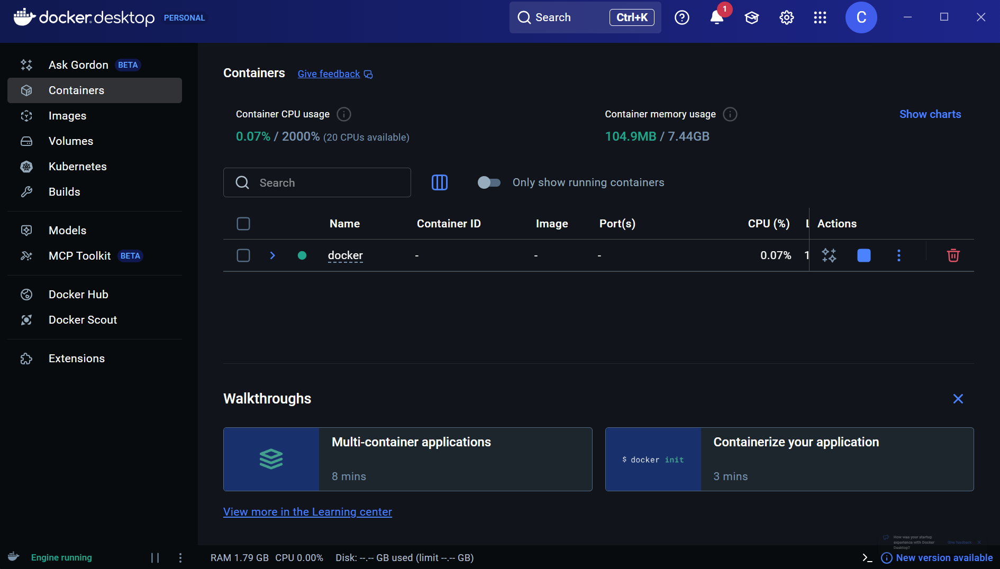 docker.desktop PERSONAL
Search Ctrl+K
1
C
Ask Gordon BETA
Containers
Images
Volumes
Kubernetes
Builds
Models
MCP Toolkit BETA
Docker Hub
Docker Scout
Extensions
Containers Give feedback
Container CPU usage
0.07% / 2000% (20 CPUs available)
Container memory usage
104.9MB / 7.44GB
Show charts
Search
Only show running containers
Name Container ID Image Port(s) CPU (%) Actions
docker - - - 0.07% 1
Walkthroughs
Multi-container applications
8 mins
$ docker init
Containerize your application
3 mins
View more in the Learning center
How was your startup
experience with Docker
Desktop?
Give feedback
Engine running
RAM 1.79 GB CPU 0.00% Disk: --.-- GB used (limit --.-- GB)
New version available